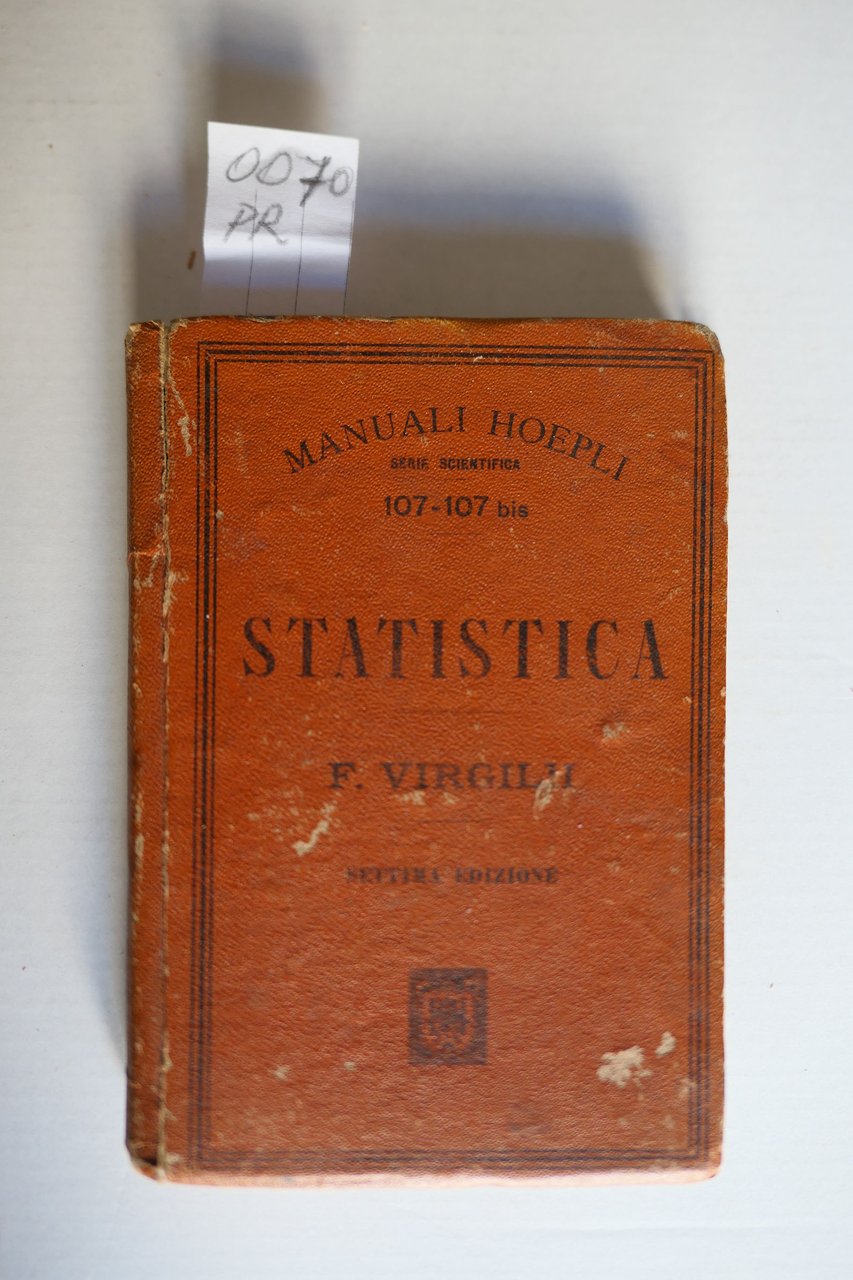 0070
PR
MANUALI HOEPLI
SERIE SCIENTIFICA
107-107 bis
STATISTICA
F. VIRGILII
SETTIMA EDIZIONE